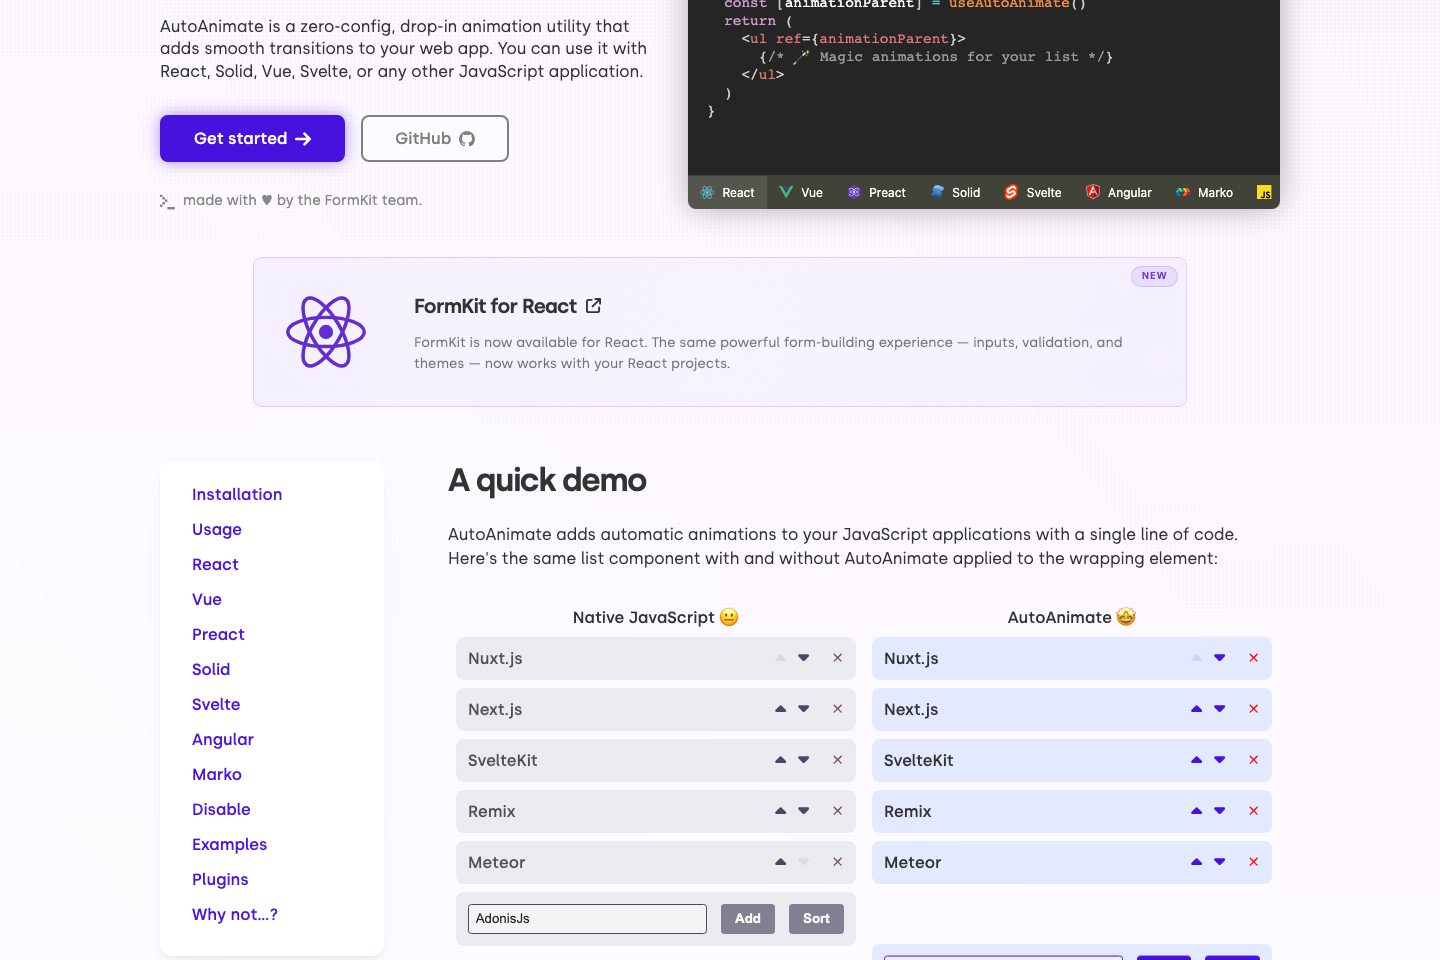 AutoAnimate is a zero-config, drop-in animation utility that
adds smooth transitions to your web app. You can use it with
React, Solid, Vue, Svelte, or any other JavaScript application.
Get started
GitHub
made with ♥ by the FormKit team.
const [animationParent] = useAutoAnimate()
return (
<ul ref={animationParent}>
{/* 🪄 Magic animations for your list */}
</ul>
)
}
React Vue Preact Solid Svelte Angular Marko JS
NEW
FormKit for React
FormKit is now available for React. The same powerful form-building experience — inputs, validation, and
themes — now works with your React projects.
Installation
Usage
React
Vue
Preact
Solid
Svelte
Angular
Marko
Disable
Examples
Plugins
Why not...?
A quick demo
AutoAnimate adds automatic animations to your JavaScript applications with a single line of code.
Here's the same list component with and without AutoAnimate applied to the wrapping element:
Native JavaScript 😐
Nuxt.js
Next.js
SvelteKit
Remix
Meteor
AdonisJs Add Sort
AutoAnimate 🤩
Nuxt.js
Next.js
SvelteKit
Remix
Meteor